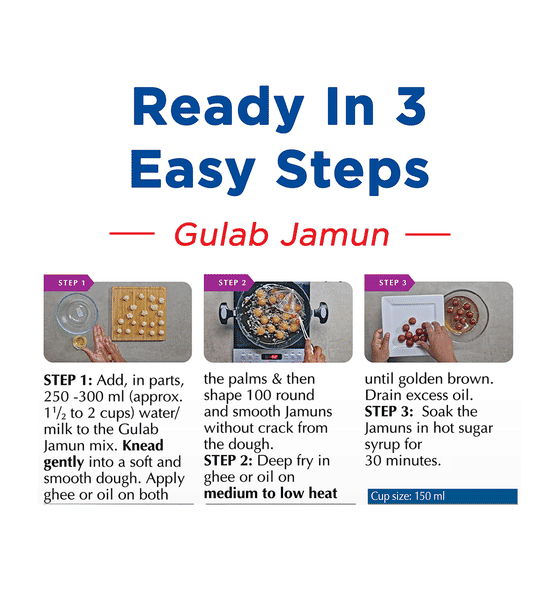 Ready In 3
Easy Steps
Gulab Jamun
STEP 1
STEP 1: Add, in parts,
250 -300 ml (approx.
1¹/₂ to 2 cups) water/
milk to the Gulab
Jamun mix. Knead
gently into a soft and
smooth dough. Apply
ghee or oil on both
STEP 2
the palms & then
shape 100 round
and smooth Jamuns
without crack from
the dough.
STEP 2: Deep fry in
ghee or oil on
medium to low heat
STEP 3
until golden brown.
Drain excess oil.
STEP 3: Soak the
Jamuns in hot sugar
syrup for
30 minutes.
Cup size: 150 ml